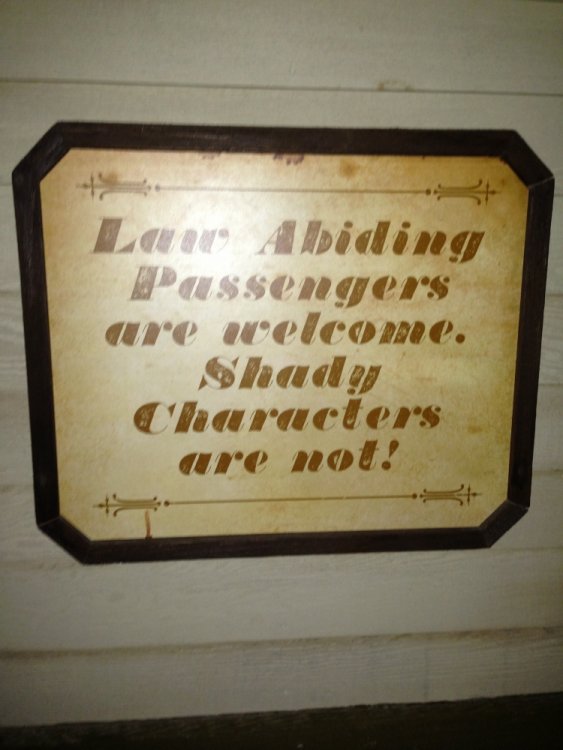 Law Abiding
Passengers
are welcome.
Shady
Characters
are not!